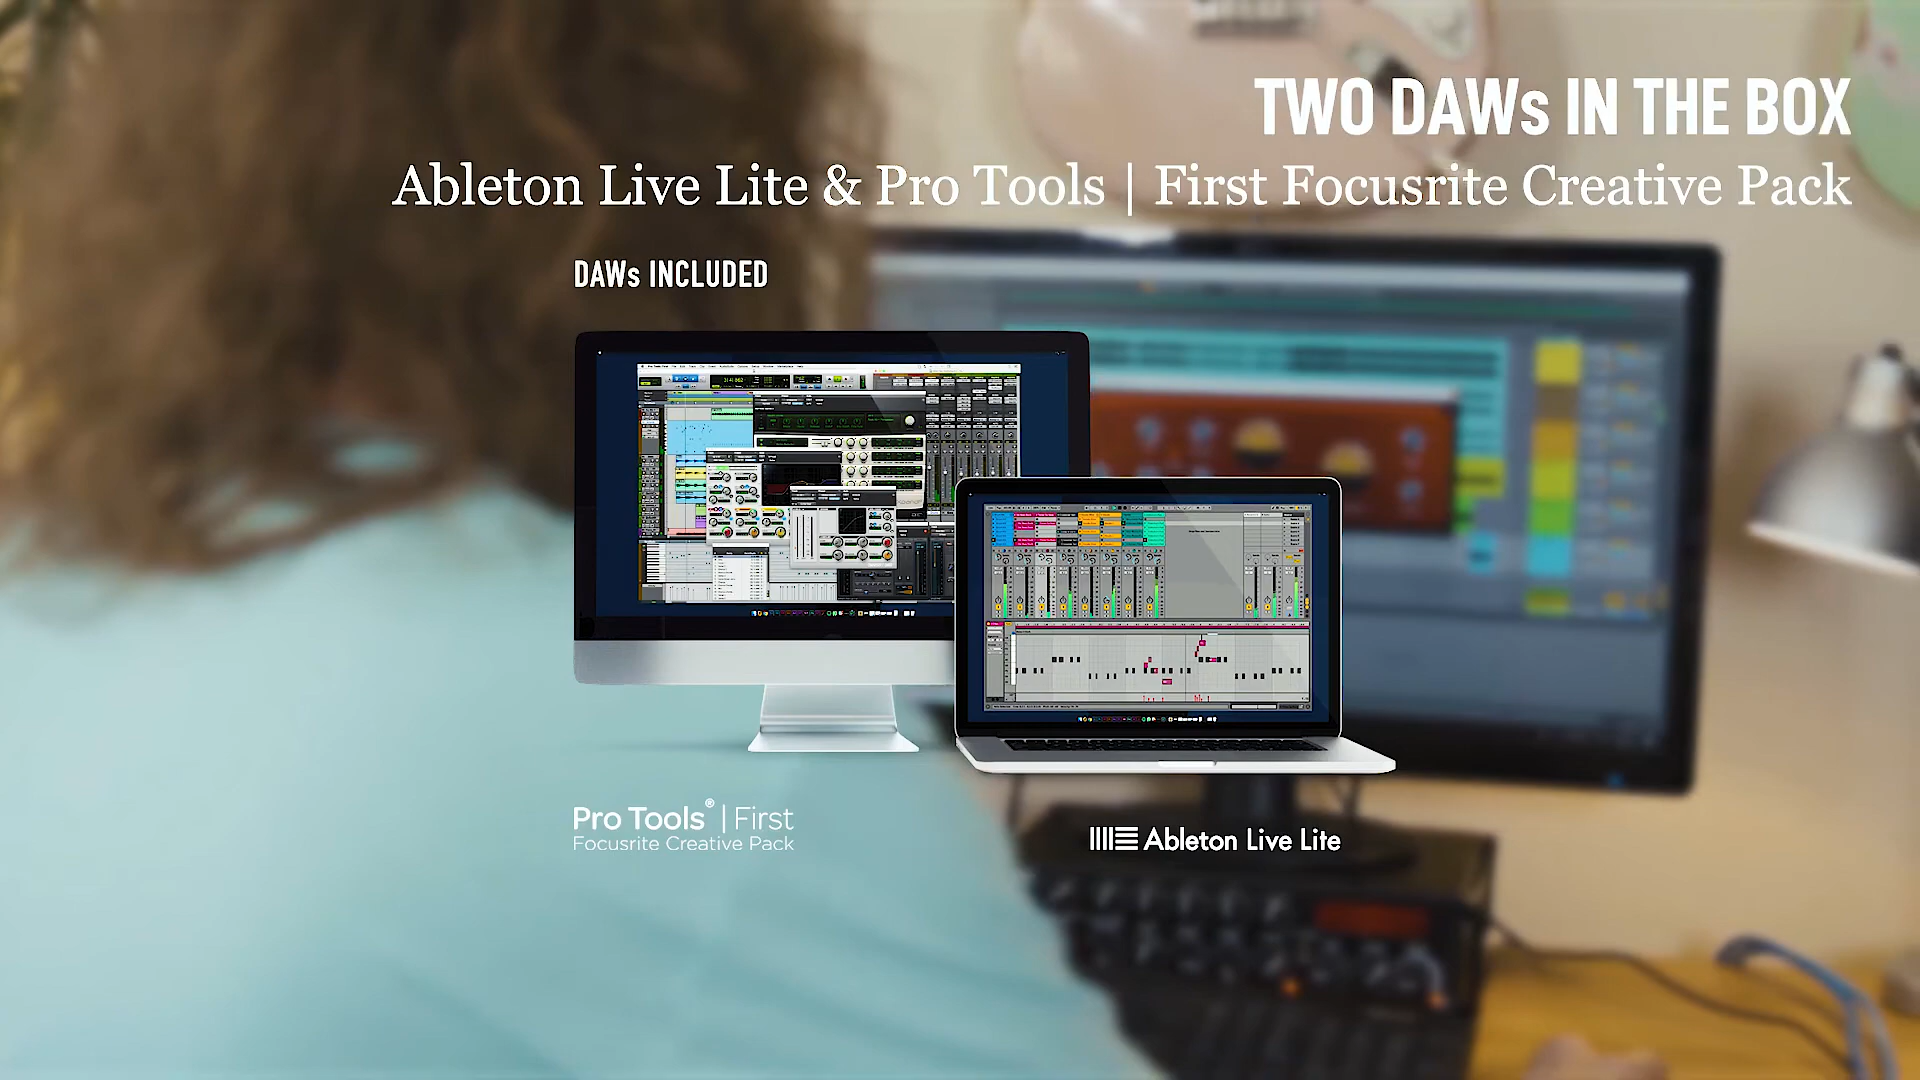 TWO DAWs IN THE BOX
Ableton Live Lite & Pro Tools | First Focusrite Creative Pack
DAWs INCLUDED
Pro Tools® | First
Focusrite Creative Pack
Ableton Live Lite